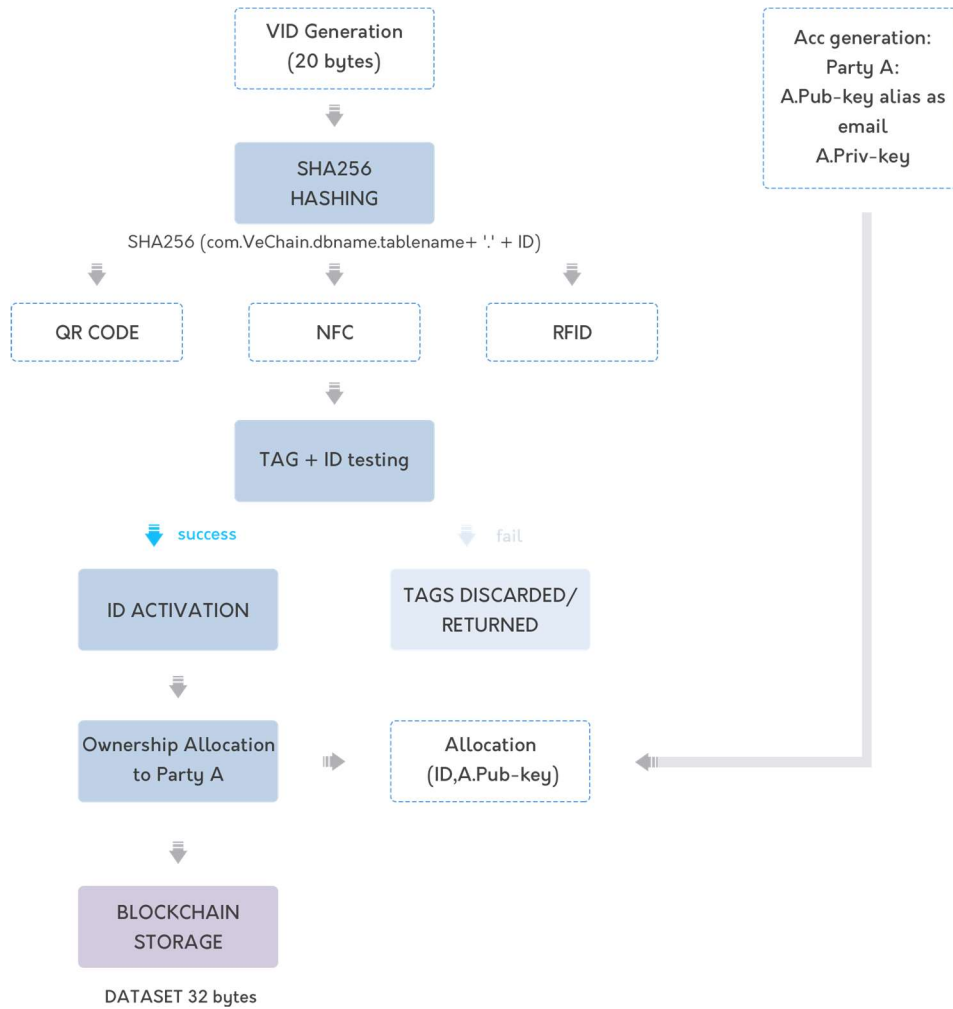 VID Generation
(20 bytes)
Acc generation:
Party A:
A.Pub-key alias as
email
A.Priv-key
SHA256
HASHING
SHA256 (com.VeChain.dbname.tablename+ '.' + ID)
QR CODE
NFC
RFID
TAG + ID testing
success
fail
ID ACTIVATION
TAGS DISCARDED/
RETURNED
Ownership Allocation
to Party A
Allocation
(ID,A.Pub-key)
BLOCKCHAIN
STORAGE
DATASET 32 bytes